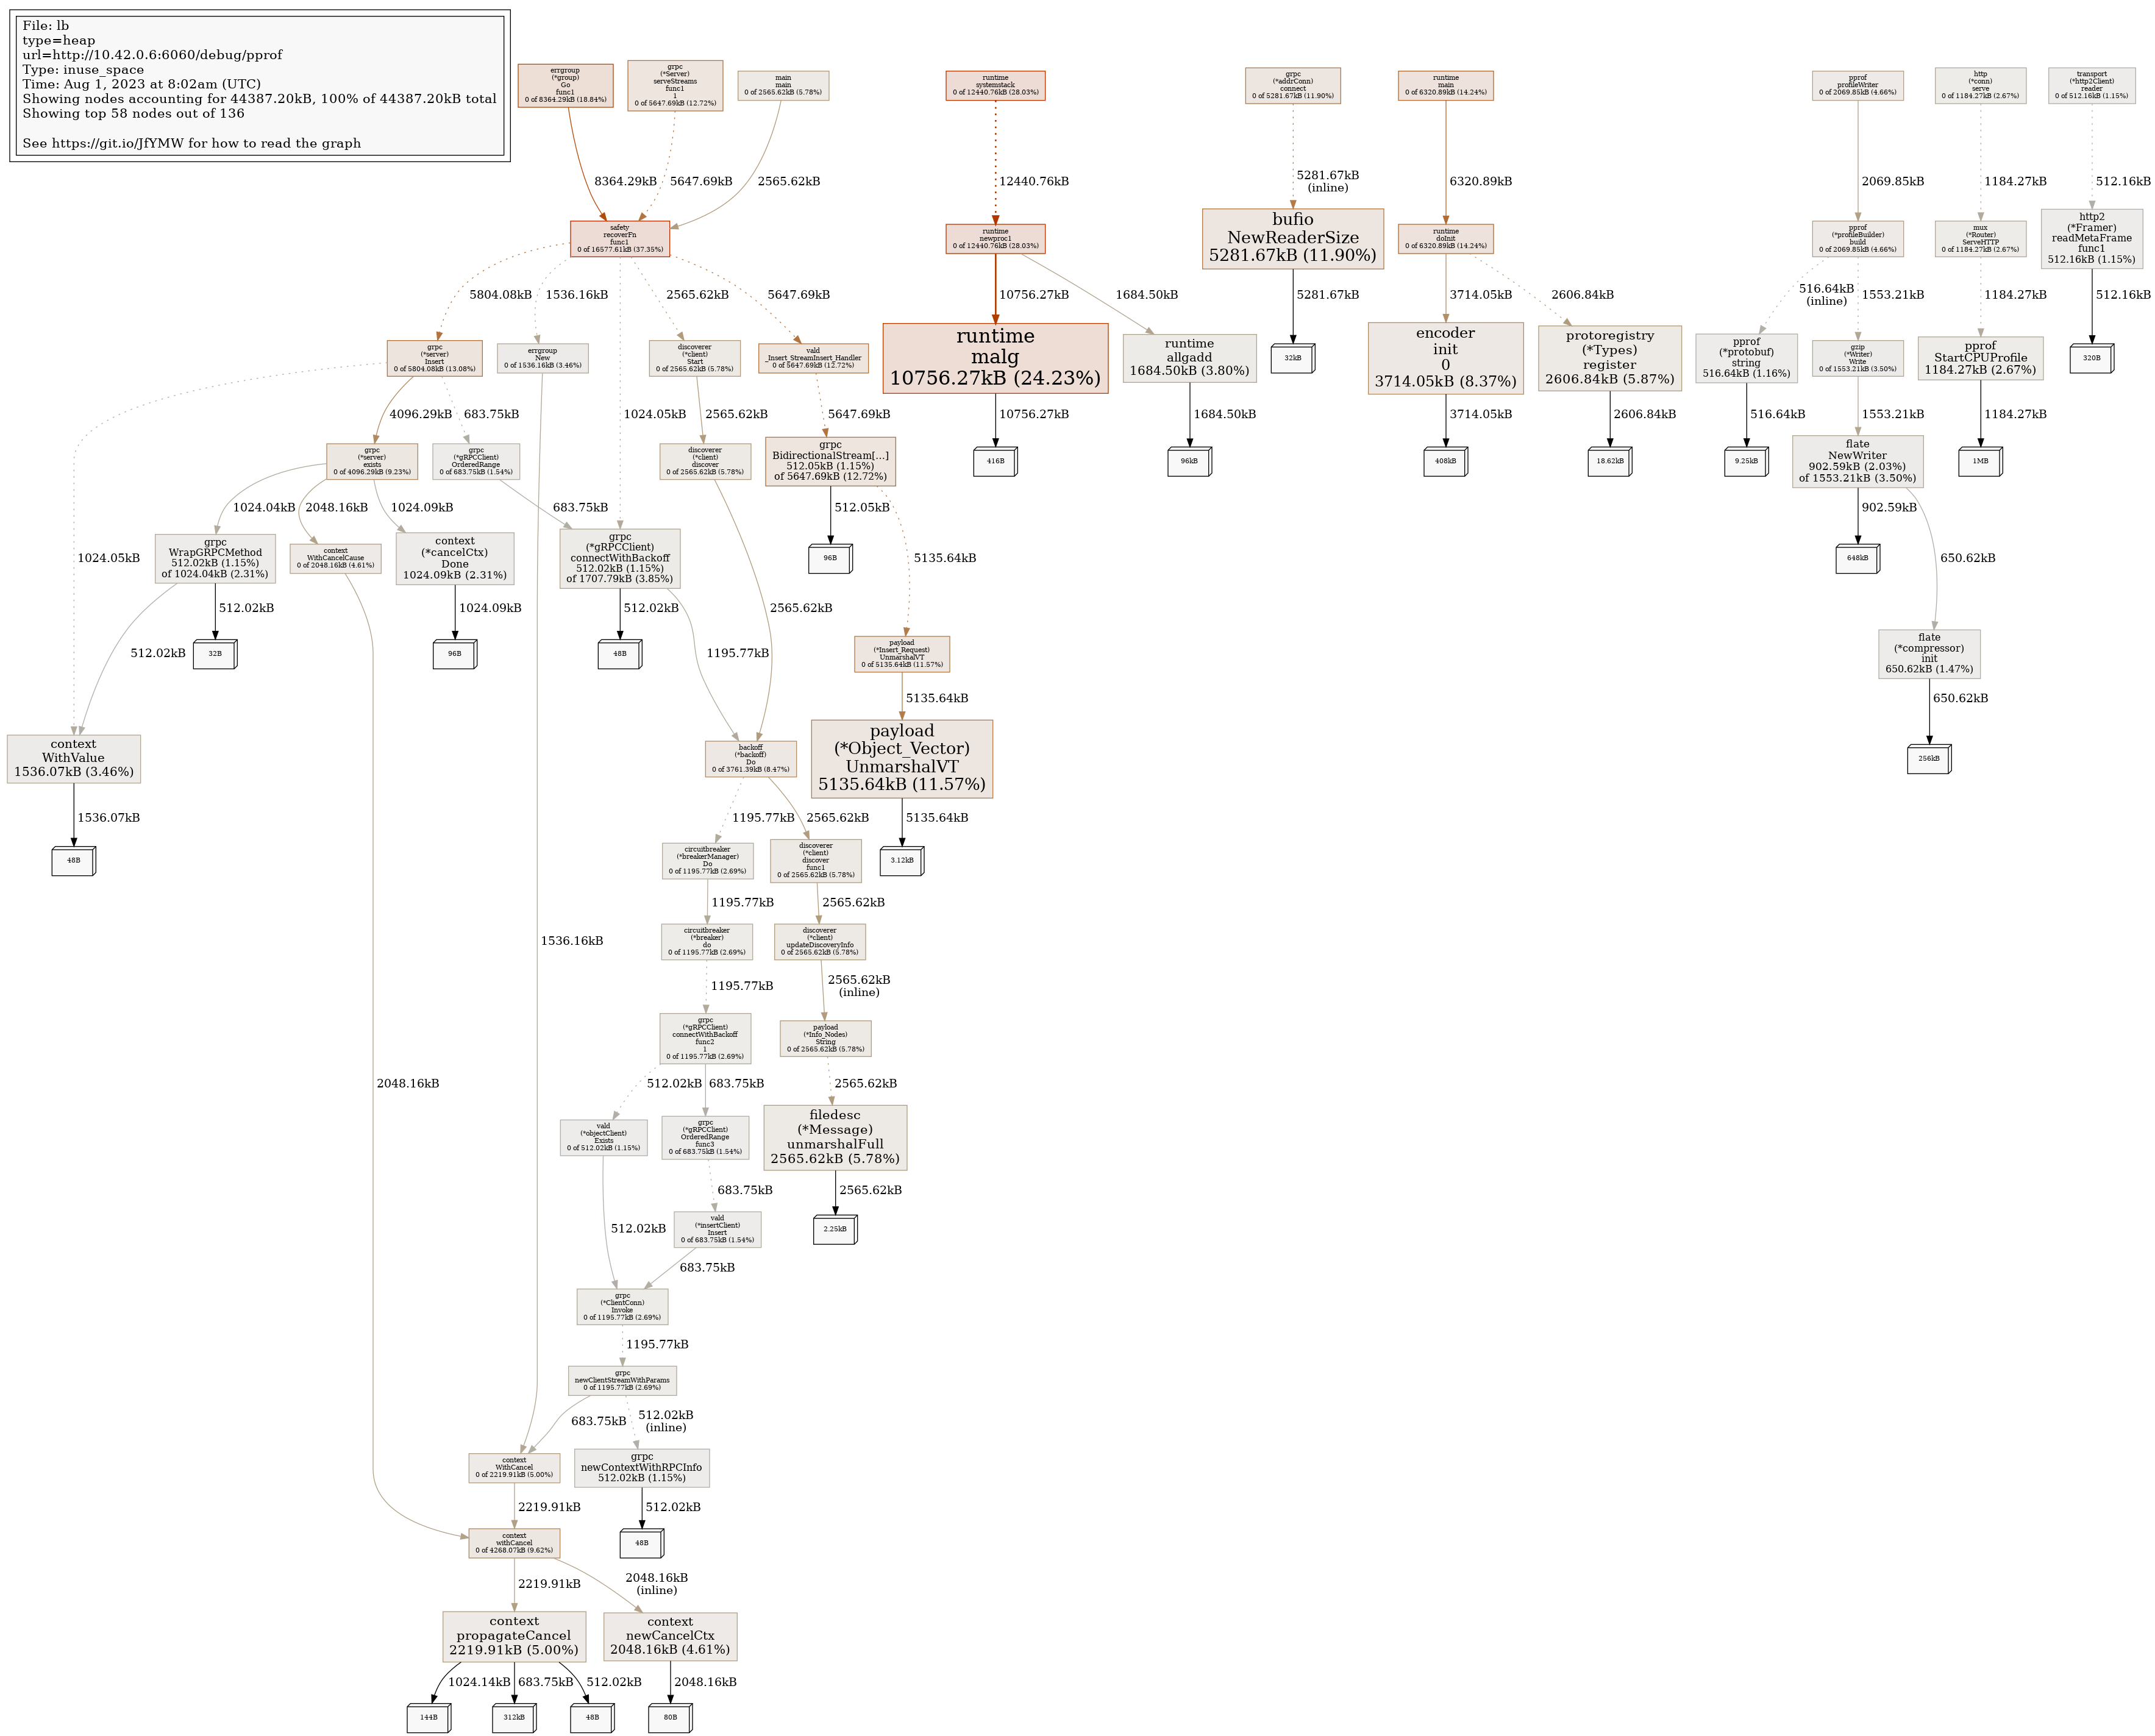 File: lb
type=heap
url=http://10.42.0.6:6060/debug/pprof
Type: inuse_space
Time: Aug 1, 2023 at 8:02am (UTC)
Showing nodes accounting for 44387.20kB, 100% of 44387.20kB total
Showing top 58 nodes out of 136
See https://git.io/JfYMW for how to read the graph
errgroup
(*group)
Go
func1
0 of 8364.29kB (18.84%)
grpc
(*Server)
serveStreams
func1
1
0 of 5647.69kB (12.72%)
main
main
0 of 2565.62kB (5.78%)
runtime
systemstack
0 of 12440.76kB (28.03%)
grpc
(*addrConn)
connect
0 of 5281.67kB (11.90%)
runtime
main
0 of 6320.89kB (14.24%)
pprof
profileWriter
0 of 2069.85kB (4.66%)
http
(*conn)
serve
0 of 1184.27kB (2.67%)
transport
(*http2Client)
reader
0 of 512.16kB (1.15%)
8364.29kB
5647.69kB
2565.62kB
12440.76kB
5281.67kB
(inline)
6320.89kB
2069.85kB
1184.27kB
512.16kB
safety
recoverFn
func1
0 of 16577.61kB (37.35%)
runtime
newproc1
0 of 12440.76kB (28.03%)
bufio
NewReaderSize
5281.67kB (11.90%)
runtime
doInit
0 of 6320.89kB (14.24%)
pprof
(*profileBuilder)
build
0 of 2069.85kB (4.66%)
mux
(*Router)
ServeHTTP
0 of 1184.27kB (2.67%)
http2
(*Framer)
readMetaFrame
func1
512.16kB (1.15%)
5804.08kB
1536.16kB
2565.62kB
5647.69kB
10756.27kB
1684.50kB
5281.67kB
3714.05kB
2606.84kB
516.64kB
(inline)
1553.21kB
1184.27kB
512.16kB
grpc
(*server)
Insert
0 of 5804.08kB (13.08%)
errgroup
New
0 of 1536.16kB (3.46%)
discoverer
(*client)
Start
0 of 2565.62kB (5.78%)
vald
_Insert_StreamInsert_Handler
0 of 5647.69kB (12.72%)
runtime
malg
10756.27kB (24.23%)
runtime
allgadd
1684.50kB (3.80%)
32kB
encoder
init
0
3714.05kB (8.37%)
protoregistry
(*Types)
register
2606.84kB (5.87%)
pprof
(*protobuf)
string
516.64kB (1.16%)
gzip
(*Writer)
Write
0 of 1553.21kB (3.50%)
pprof
StartCPUProfile
1184.27kB (2.67%)
320B
4096.29kB
683.75kB
1024.05kB
2565.62kB
5647.69kB
10756.27kB
1684.50kB
3714.05kB
2606.84kB
516.64kB
1553.21kB
1184.27kB
grpc
(*server)
exists
0 of 4096.29kB (9.23%)
grpc
(*gRPCClient)
OrderedRange
0 of 683.75kB (1.54%)
discoverer
(*client)
discover
0 of 2565.62kB (5.78%)
grpc
BidirectionalStream[...]
512.05kB (1.15%)
of 5647.69kB (12.72%)
416B
96kB
408kB
18.62kB
9.25kB
flate
NewWriter
902.59kB (2.03%)
of 1553.21kB (3.50%)
1MB
1024.04kB
2048.16kB
1024.09kB
683.75kB
512.05kB
902.59kB
1024.05kB
grpc
WrapGRPCMethod
512.02kB (1.15%)
of 1024.04kB (2.31%)
context
WithCancelCause
0 of 2048.16kB (4.61%)
context
(*cancelCtx)
Done
1024.09kB (2.31%)
grpc
(*gRPCClient)
connectWithBackoff
512.02kB (1.15%)
of 1707.79kB (3.85%)
96B
5135.64kB
648kB
650.62kB
512.02kB
1024.09kB
512.02kB
2565.62kB
512.02kB
32B
96B
48B
1195.77kB
payload
(*Insert_Request)
UnmarshalVT
0 of 5135.64kB (11.57%)
flate
(*compressor)
init
650.62kB (1.47%)
5135.64kB
650.62kB
context
WithValue
1536.07kB (3.46%)
backoff
(*backoff)
Do
0 of 3761.39kB (8.47%)
payload
(*Object_Vector)
UnmarshalVT
5135.64kB (11.57%)
256kB
1536.07kB
1195.77kB
2565.62kB
5135.64kB
48B
circuitbreaker
(*breakerManager)
Do
0 of 1195.77kB (2.69%)
discoverer
(*client)
discover
func1
0 of 2565.62kB (5.78%)
3.12kB
1195.77kB
2565.62kB
1536.16kB
circuitbreaker
(*breaker)
do
0 of 1195.77kB (2.69%)
discoverer
(*client)
updateDiscoveryInfo
0 of 2565.62kB (5.78%)
1195.77kB
2565.62kB
(inline)
grpc
(*gRPCClient)
connectWithBackoff
func2
1
0 of 1195.77kB (2.69%)
payload
(*Info_Nodes)
String
0 of 2565.62kB (5.78%)
2048.16kB
512.02kB
683.75kB
2565.62kB
vald
(*objectClient)
Exists
0 of 512.02kB (1.15%)
grpc
(*gRPCClient)
OrderedRange
func3
0 of 683.75kB (1.54%)
filedesc
(*Message)
unmarshalFull
2565.62kB (5.78%)
683.75kB
2565.62kB
512.02kB
vald
(*insertClient)
Insert
0 of 683.75kB (1.54%)
2.25kB
683.75kB
grpc
(*ClientConn)
Invoke
0 of 1195.77kB (2.69%)
1195.77kB
grpc
newClientStreamWithParams
0 of 1195.77kB (2.69%)
683.75kB
512.02kB
(inline)
context
WithCancel
0 of 2219.91kB (5.00%)
grpc
newContextWithRPCInfo
512.02kB (1.15%)
2219.91kB
512.02kB
context
withCancel
0 of 4268.07kB (9.62%)
48B
2219.91kB
2048.16kB
(inline)
context
propagateCancel
2219.91kB (5.00%)
context
newCancelCtx
2048.16kB (4.61%)
1024.14kB
683.75kB
512.02kB
2048.16kB
144B
312kB
48B
80B